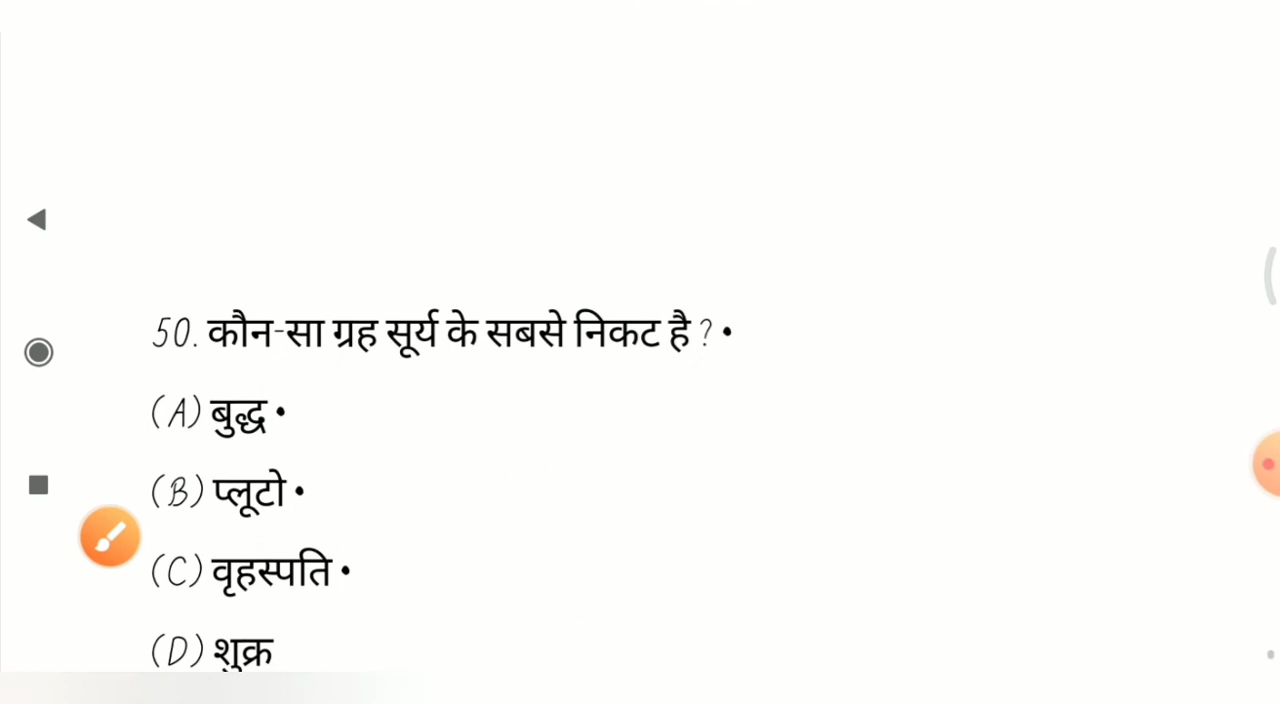 50. कौन-सा ग्रह सूर्य के सबसे निकट है ? •
(A) बुद्ध •
(B) प्लूटो •
(C) वृहस्पति •
(D) शुक्र